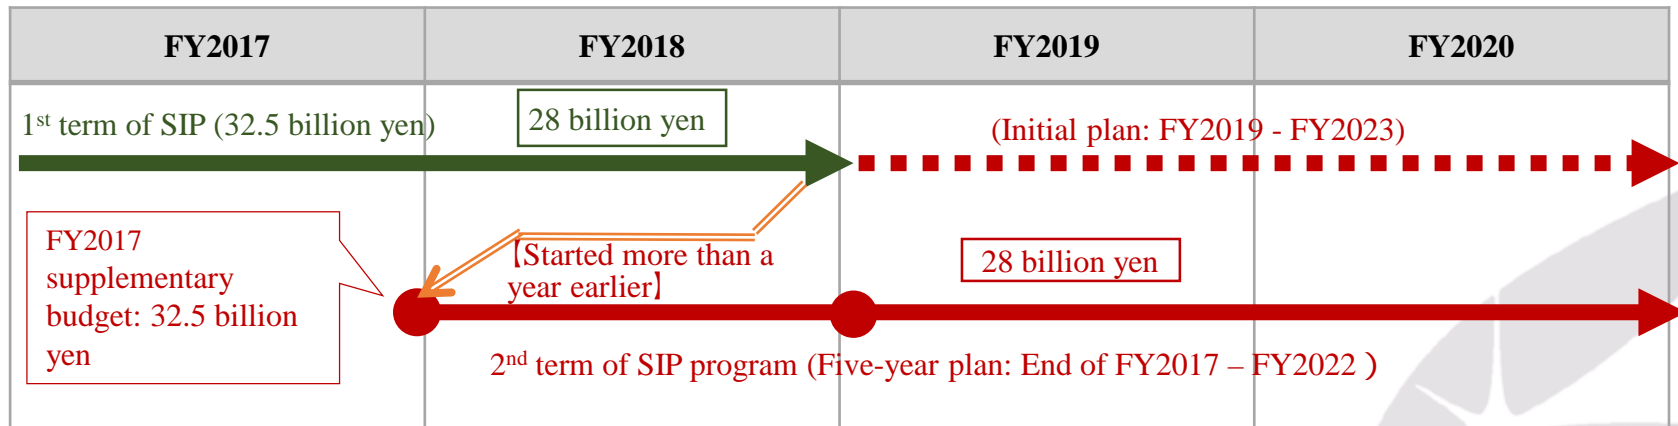 FY2017
FY2018
FY2019
FY2020
1st term of SIP (32.5 billion yen)
28 billion yen
(Initial plan: FY2019 - FY2023)
FY2017
supplementary
budget: 32.5 billion
yen
【Started more than a
year earlier】
28 billion yen
2nd term of SIP program (Five-year plan: End of FY2017 – FY2022 )